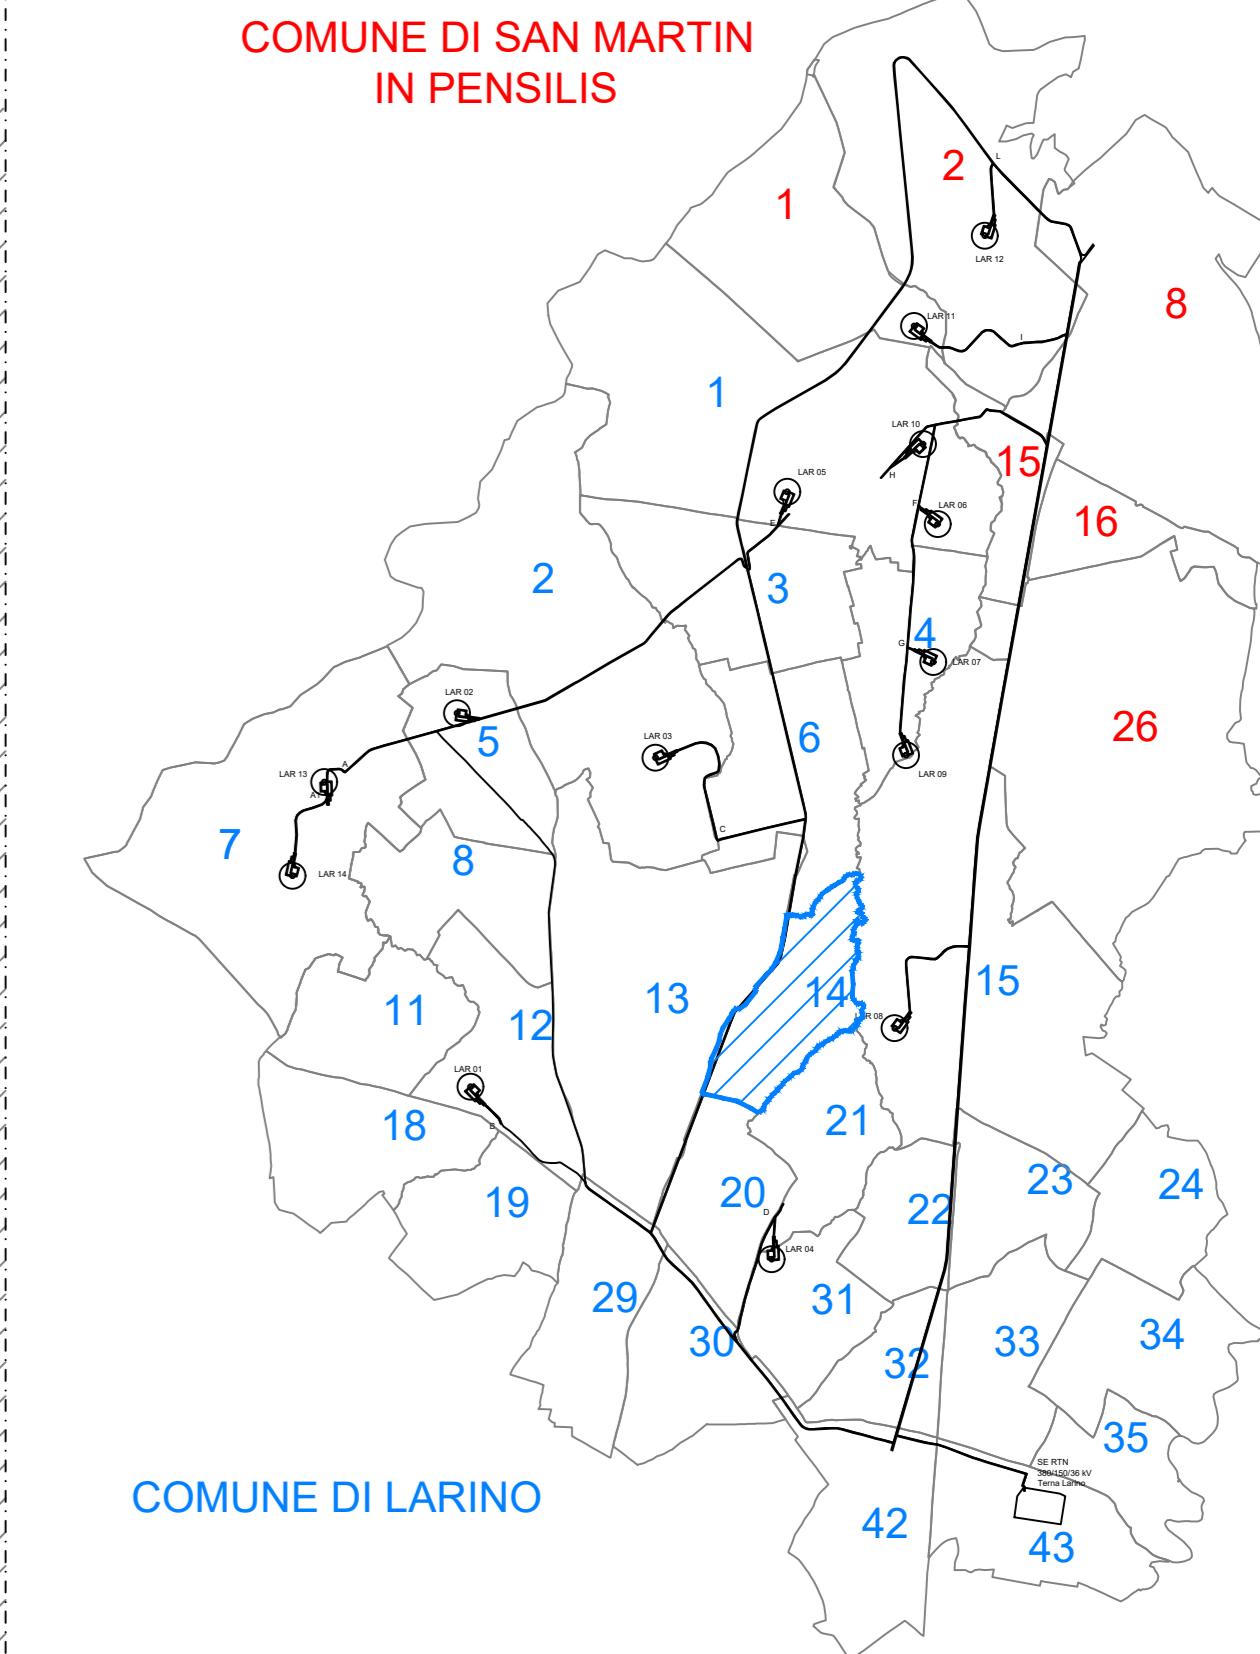 COMUNE DI SAN MARTIN
IN PENSILIS
L
2
1
LAR 12
8
LAR 11
I
1
LAR 10
15
H
LAR 05
F
LAR 06
16
E
2
3
4
G
LAR 07
LAR 02
5
LAR 03
6
26
A
LAR 13
A1
LAR 09
C
7
8
LAR 14
13
14
15
11
12
LAR 08
LAR 01
B
18
21
19
20
22
23
24
D
LAR 04
29
31
30
32
33
34
35
SE RTN
380/150/36 kV
Terna Larino
COMUNE DI LARINO
42
43